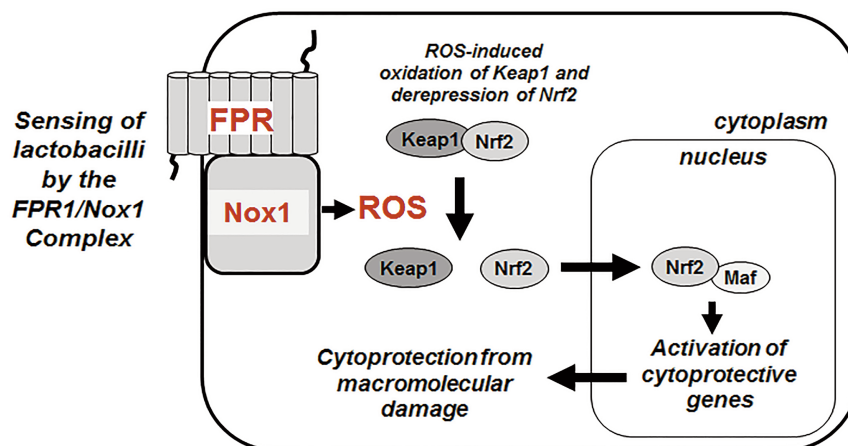 Sensing of
lactobacilli
by the
FPR1/Nox1
Complex
FPR
Nox1
ROS
ROS-induced
oxidation of Keap1 and
derepression of Nrf2
Keap1 Nrf2
Keap1 Nrf2
cytoplasm
nucleus
Nrf2 Maf
Activation of
cytoprotective
genes
Cytoprotection from
macromolecular
damage